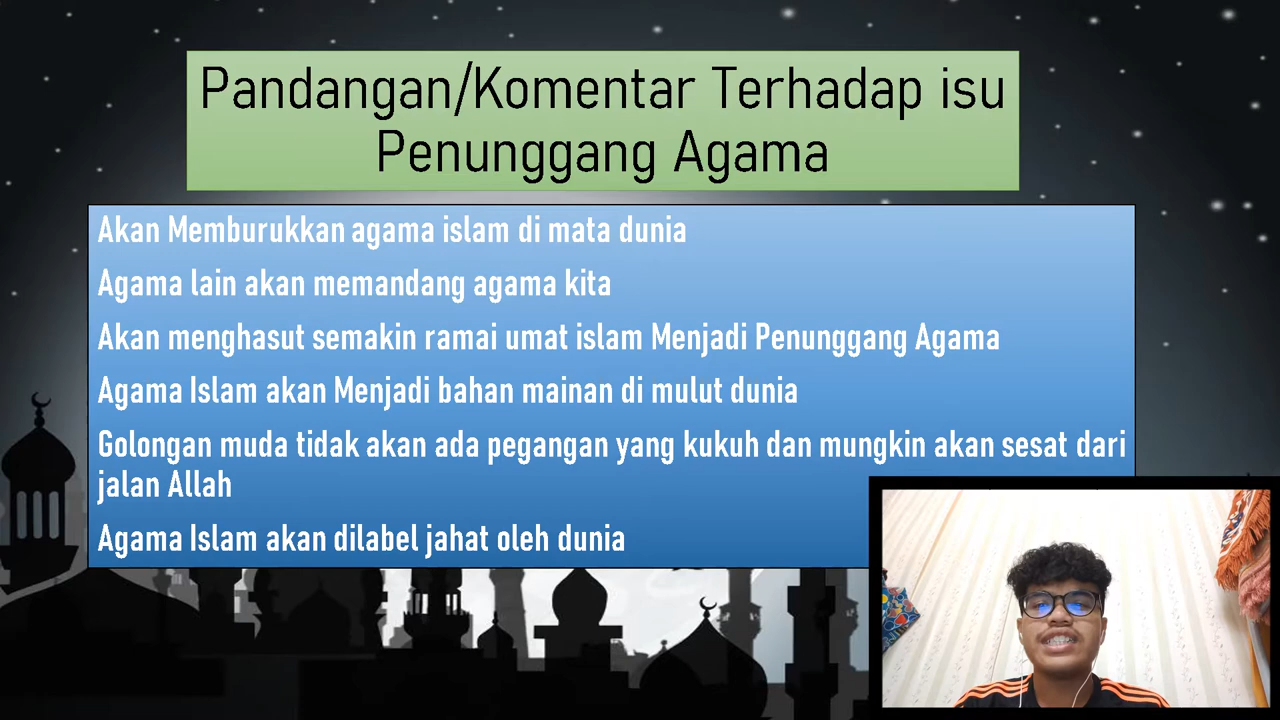 Pandangan/Komentar Terhadap isu
Penunggang Agama
Akan Memburukkan agama islam di mata dunia
Agama lain akan memandang agama kita
Akan menghasut semakin ramai umat islam Menjadi Penunggang Agama
Agama Islam akan Menjadi bahan mainan di mulut dunia
Golongan muda tidak akan ada pegangan yang kukuh dan mungkin akan sesat dari
jalan Allah
Agama Islam akan dilabel jahat oleh dunia